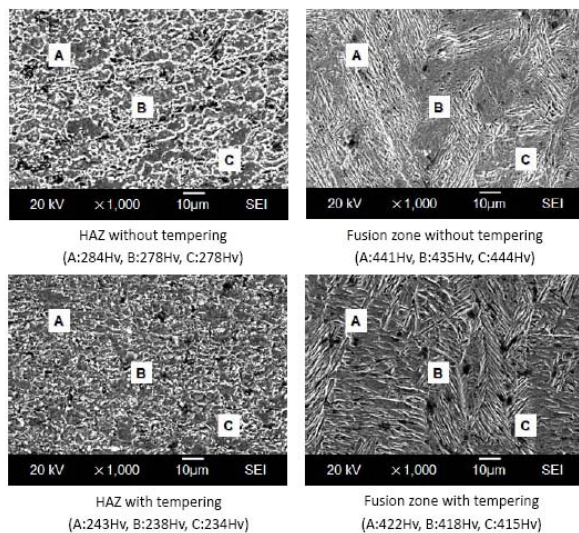 A
B
C
20 kV ×1,000 10μm SEI
HAZ without tempering
(A:284Hv, B:278Hv, C:278Hv)
A
B
C
20 kV ×1,000 10μm SEI
Fusion zone without tempering
(A:441Hv, B:435Hv, C:444Hv)
A
B
C
20 kV ×1,000 10μm SEI
HAZ with tempering
(A:243Hv, B:238Hv, C:234Hv)
A
B
C
20 kV ×1,000 10μm SEI
Fusion zone with tempering
(A:422Hv, B:418Hv, C:415Hv)